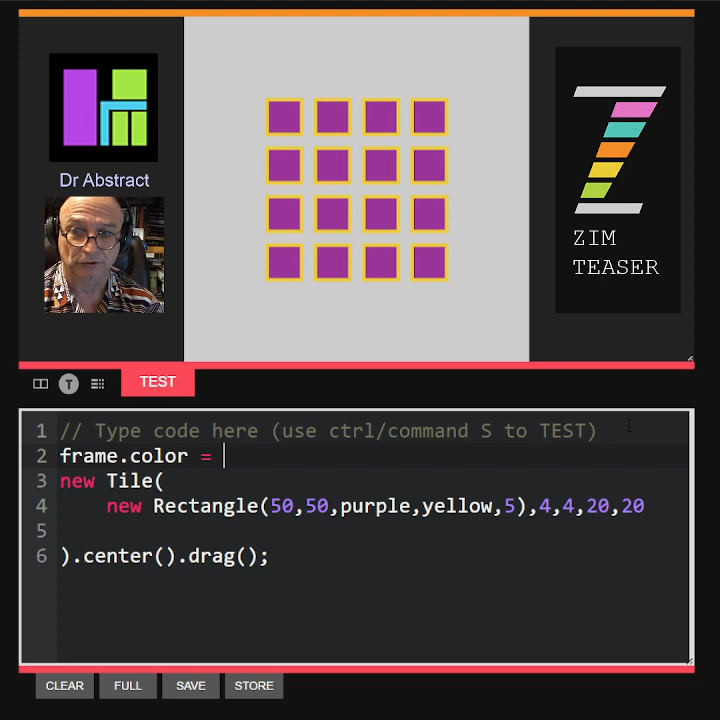 Dr Abstract
ZIM
TEASER
T
TEST
1 // Type code here (use ctrl/command S to TEST)
2 frame.color =
3 new Tile(
4 new Rectangle(50,50,purple,yellow,5),4,4,20,20
5
6 ).center().drag();
CLEAR FULL SAVE STORE